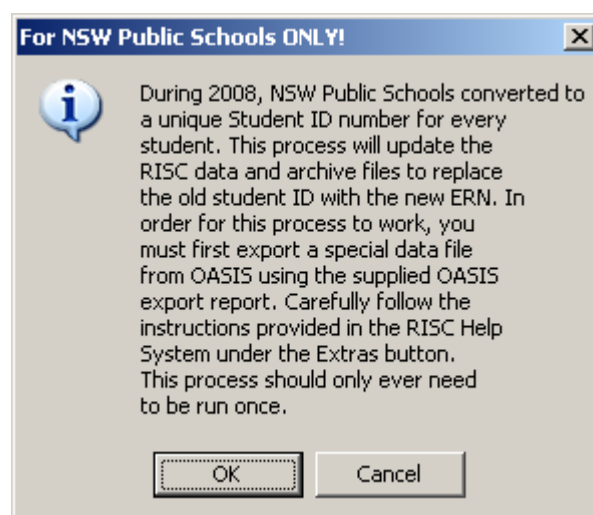 For NSW Public Schools ONLY!
During 2008, NSW Public Schools converted to
a unique Student ID number for every
student. This process will update the
RISC data and archive files to replace
the old student ID with the new ERN. In
order for this process to work, you
must first export a special data file
from OASIS using the supplied OASIS
export report. Carefully follow the
instructions provided in the RISC Help
System under the Extras button.
This process should only ever need
to be run once.
OK
Cancel